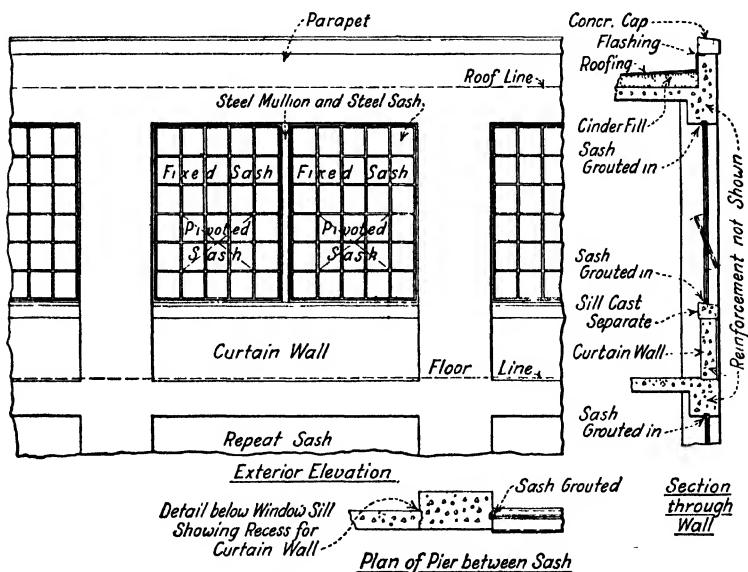 Parapet
Roof Line
Steel Mullion and Steel Sash
Fixed Sash
Fixed Sash
Pivoted
Sash
Pivoted
Sash
Curtain Wall
Floor Line
Repeat Sash
Exterior Elevation
Concr. Cap
Flashing
Roofing
Cinder Fill
Sash
Grouted in
Sash
Grouted in
Sill Cast
Separate
Curtain Wall
Sash
Grouted in
Reinforcement not Shown
Section
through
Wall
Detail below Window Sill
Showing Recess for
Curtain Wall
Sash Grouted
Plan of Pier between Sash